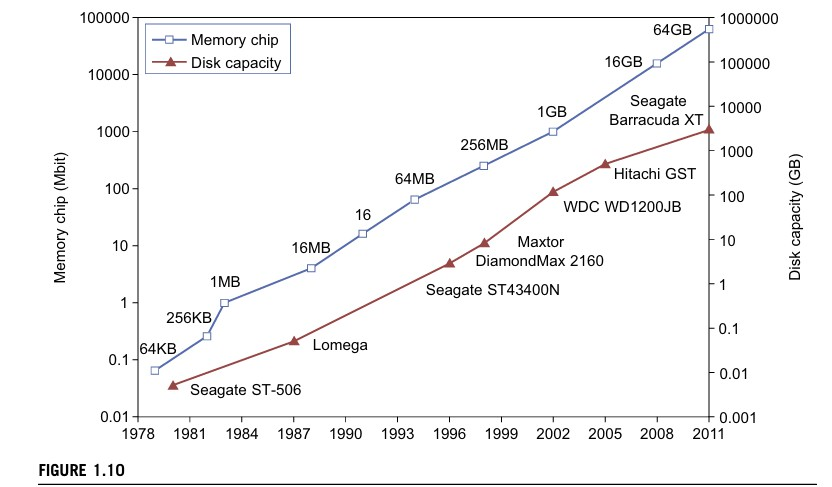 100000
10000
1000
100
10
1
0.1
0.01
Memory chip (Mbit)
Memory chip
Disk capacity
64KB
256KB
1MB
16MB
16
64MB
256MB
1GB
16GB
64GB
Seagate ST-506
Lomega
Seagate ST43400N
Maxtor
DiamondMax 2160
WDC WD1200JB
Hitachi GST
Seagate
Barracuda XT
1000000
100000
10000
1000
100
10
1
0.1
0.01
0.001
Disk capacity (GB)
1978 1981 1984 1987 1990 1993 1996 1999 2002 2005 2008 2011
FIGURE 1.10